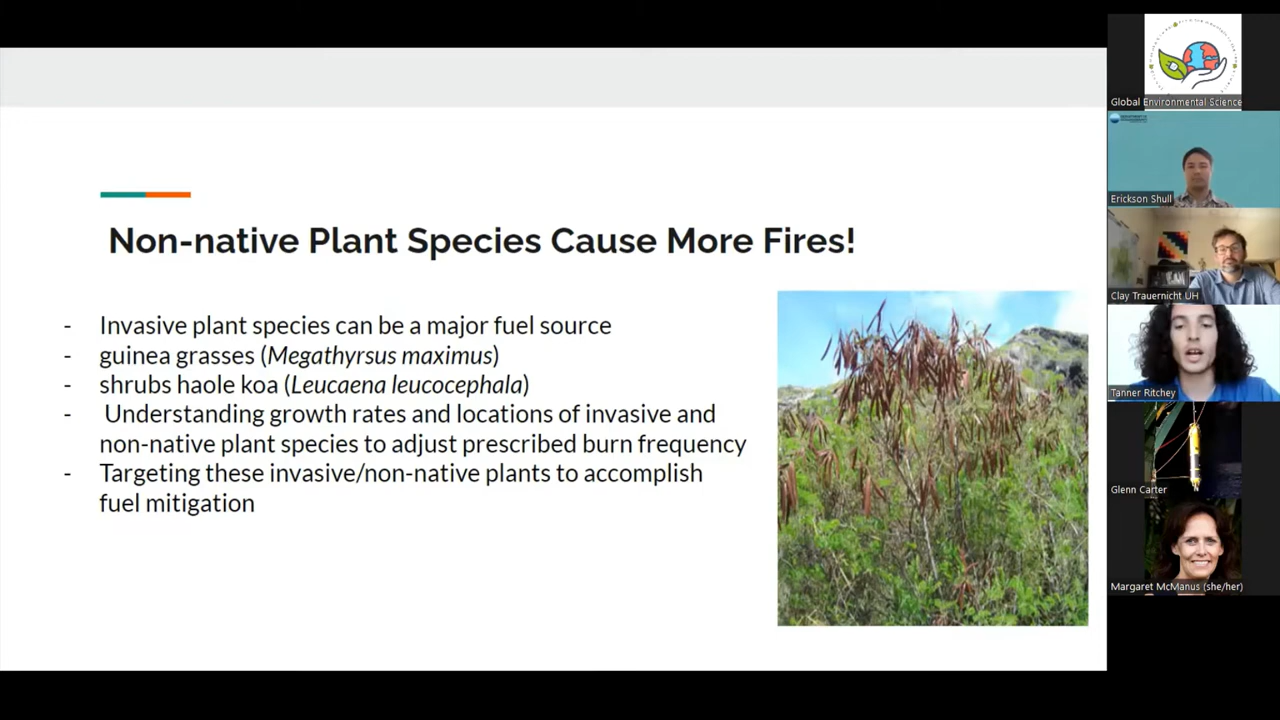 Non-native Plant Species Cause More Fires!
- Invasive plant species can be a major fuel source
- guinea grasses (Megathyrsus maximus)
- shrubs haole koa (Leucaena leucocephala)
- Understanding growth rates and locations of invasive and
non-native plant species to adjust prescribed burn frequency
- Targeting these invasive/non-native plants to accomplish
fuel mitigation
Global Environmental Science
Erickson Shull
Clay Trauernicht UH
Tanner Ritchey
Glenn Carter
Margaret McManus (she/her)